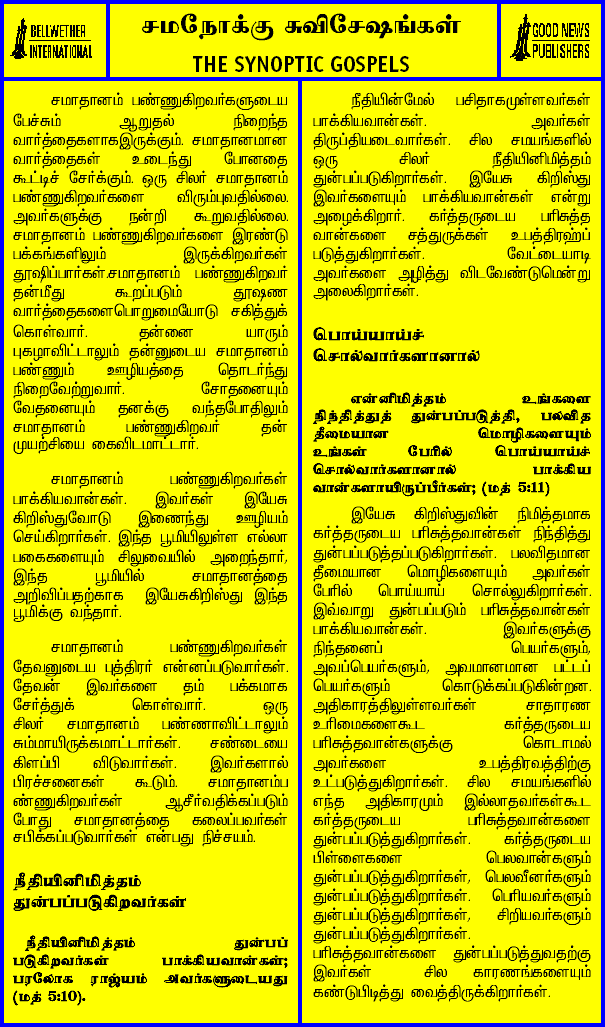 BELLWETHER
INTERNATIONAL
சமநோக்கு சுவிசேஷங்கள்
THE SYNOPTIC GOSPELS
GOOD NEWS
PUBLISHERS
சமாதானம் பண்ணுகிறவர்களுடைய
பேச்சும் ஆறுதல் நிறைந்த
வார்த்தைகளாகஇருக்கும். சமாதானமான
வார்த்தைகள் உடைந்து போனதை
கூட்டிச் சேர்க்கும். ஒரு சிலர் சமாதானம்
பண்ணுகிறவர்களை விரும்புவதில்லை.
அவர்களுக்கு நன்றி கூறுவதில்லை.
சமாதானம் பண்ணுகிறவர்களை இரண்டு
பக்கங்களிலும் இருக்கிறவர்கள்
தூஷிப்பார்கள்.சமாதானம் பண்ணுகிறவர்
தன்மீது கூறப்படும் தூஷண
வார்த்தைகளைபொறுமையோடு சகித்துக்
கொள்வார். தன்னை யாரும்
புகழாவிட்டாலும் தன்னுடைய சமாதானம்
பண்ணும் ஊழியத்தை தொடர்ந்து
நிறைவேற்றுவார். சோதனையும்
வேதனையும் தனக்கு வந்தபோதிலும்
சமாதானம் பண்ணுகிறவர் தன்
முயற்சியை கைவிடமாட்டார்.
சமாதானம் பண்ணுகிறவர்கள்
பாக்கியவான்கள். இவர்கள் இயேசு
கிறிஸ்துவோடு இணைந்து ஊழியம்
செய்கிறார்கள். இந்த பூமியிலுள்ள எல்லா
பகைகளையும் சிலுவையில் அறைந்தார்,
இந்த பூமியில் சமாதானத்தை
அறிவிப்பதற்காக இயேசுகிறிஸ்து இந்த
பூமிக்கு வந்தார்.
சமாதானம் பண்ணுகிறவர்கள்
தேவனுடைய புத்திரர் என்னப்படுவார்கள்.
தேவன் இவர்களை தம் பக்கமாக
சேர்த்துக் கொள்வார். ஒரு
சிலர் சமாதானம் பண்ணாவிட்டாலும்
சும்மாயிருக்கமாட்டார்கள். சண்டையை
கிளப்பி விடுவார்கள். இவர்களால்
பிரச்சனைகள் கூடும். சமாதானம்ப
ண்ணுகிறவர்கள் ஆசீர்வதிக்கப்படும்
போது சமாதானத்தை கலைப்பவர்கள்
சபிக்கப்படுவார்கள் என்பது நிச்சயம்.
நீதியினிமித்தம்
துன்பப்படுகிறவர்கள்
நீதியினிமித்தம் துன்பப்
படுகிறவர்கள் பாக்கியவான்கள்;
பரலோக ராஜ்யம் அவர்களுடையது
(மத் 5:10).
நீதியின்மேல் பசிதாகமுள்ளவர்கள்
பாக்கியவான்கள். அவர்கள்
திருப்தியடைவார்கள். சில சமயங்களில்
ஒரு சிலர் நீதியினிமித்தம்
துன்பப்படுகிறார்கள். இயேசு கிறிஸ்து
இவர்களையும் பாக்கியவான்கள் என்று
அழைக்கிறார். கர்த்தருடைய பரிசுத்த
வான்களை சத்துருக்கள் உபத்திரஹப்
படுத்துகிறார்கள். வேட்டையாடி
அவர்களை அழித்து விடவேண்டுமென்று
அலைகிறார்கள்.
பொய்யாய்ச்
சொல்வார்களானால்
என்னிமித்தம் உங்களை
நிந்தித்துத் துன்பப்படுத்தி, பல்வித
தீமையான மொழிகளையும்
உங்கள் பேரில் பொய்யாய்ச்
சொல்வார்களானால் பாக்கிய
வான்களாயிருப்பீர்கள்; (மத் 5:11)
இயேசு கிறிஸ்துவின் நிமித்தமாக
கர்த்தருடைய பரிசுத்தவான்கள் நிந்தித்து
துன்பப்படுத்தப்படுகிறார்கள். பலவிதமான
தீமையான மொழிகளையும் அவர்கள்
பேரில் பொய்யாய் சொல்லுகிறார்கள்.
இவ்வாறு துன்பப்படும் பரிசுத்தவான்கள்
பாக்கியவான்கள். இவர்களுக்கு
நிந்தனைப் பெயர்களும்,
அவப்பெயர்களும், அவமானமான பட்டப்
பெயர்களும் கொடுக்கப்படுகின்றன.
அதிகாரத்திலுள்ளவர்கள் சாதாரண
உரிமைகளைகூட கர்த்தருடைய
பரிசுத்தவான்களுக்கு கொடாமல்
அவர்களை உபத்திரவத்திற்கு
உட்படுத்துகிறார்கள். சில சமயங்களில்
எந்த அதிகாரமும் இல்லாதவர்கள்கூட
கர்த்தருடைய பரிசுத்தவான்களை
துன்பப்படுத்துகிறார்கள். கர்த்தருடைய
பிள்ளைகளை பெலவான்களும்
துன்பப்படுத்துகிறார்கள், பெலவீனர்களும்
துன்பப்படுத்துகிறார்கள். பெரியவர்களும்
துன்பப்படுத்துகிறார்கள், சிறியவர்களும்
துன்பப்படுத்துகிறார்கள்.
பரிசுத்தவான்களை துன்பப்படுத்துவதற்கு
இவர்கள் சில காரணங்களையும்
கண்டுபிடித்து வைத்திருக்கிறார்கள்.